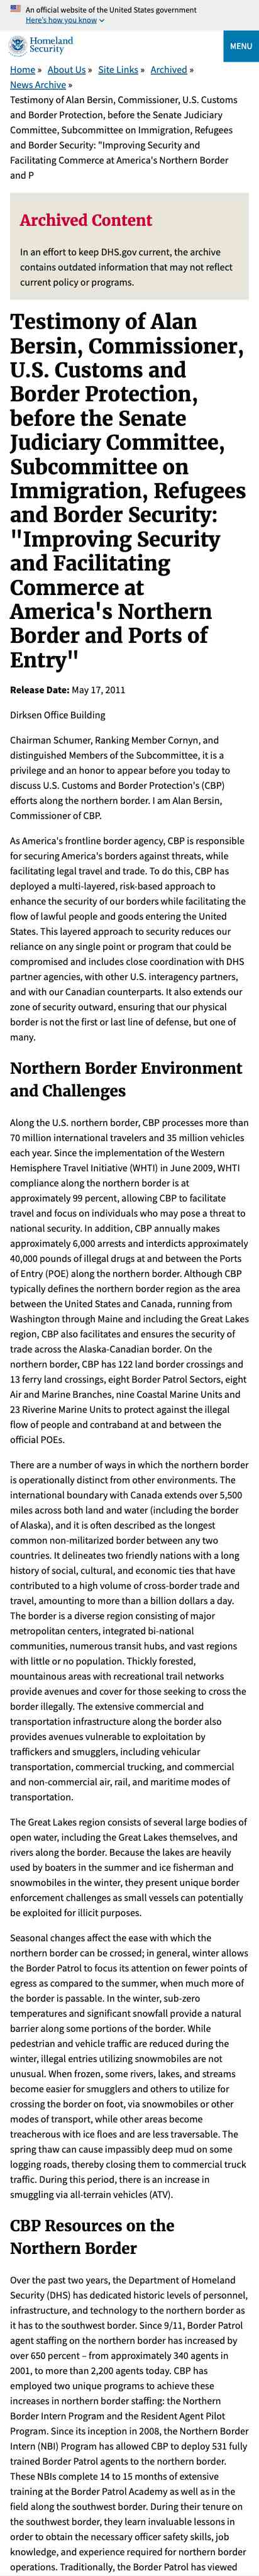 An official website of the United States government
Here's how you know
Homeland
Security
MENU
Home » About Us » Site Links » Archived »
News Archive »
Testimony of Alan Bersin, Commissioner, U.S. Customs
and Border Protection, before the Senate Judiciary
Committee, Subcommittee on Immigration, Refugees
and Border Security: "Improving Security and
Facilitating Commerce at America's Northern Border
and P
Archived Content
In an effort to keep DHS.gov current, the archive
contains outdated information that may not reflect
current policy or programs.
Testimony of Alan
Bersin, Commissioner,
U.S. Customs and
Border Protection,
before the Senate
Judiciary Committee,
Subcommittee on
Immigration, Refugees
and Border Security:
"Improving Security
and Facilitating
Commerce at
America's Northern
Border and Ports of
Entry"
Release Date: May 17, 2011
Dirksen Office Building
Chairman Schumer, Ranking Member Cornyn, and
distinguished Members of the Subcommittee, it is a
privilege and an honor to appear before you today to
discuss U.S. Customs and Border Protection's (CBP)
efforts along the northern border. I am Alan Bersin,
Commissioner of CBP.
As America's frontline border agency, CBP is responsible
for securing America's borders against threats, while
facilitating legal travel and trade. To do this, CBP has
deployed a multi-layered, risk-based approach to
enhance the security of our borders while facilitating the
flow of lawful people and goods entering the United
States. This layered approach to security reduces our
reliance on any single point or program that could be
compromised and includes close coordination with DHS
partner agencies, with other U.S. interagency partners,
and with our Canadian counterparts. It also extends our
zone of security outward, ensuring that our physical
border is not the first or last line of defense, but one of
many.
Northern Border Environment
and Challenges
Along the U.S. northern border, CBP processes more than
70 million international travelers and 35 million vehicles
each year. Since the implementation of the Western
Hemisphere Travel Initiative (WHTI) in June 2009, WHTI
compliance along the northern border is at
approximately 99 percent, allowing CBP to facilitate
travel and focus on individuals who may pose a threat to
national security. In addition, CBP annually makes
approximately 6,000 arrests and interdicts approximately
40,000 pounds of illegal drugs at and between the Ports
of Entry (POE) along the northern border. Although CBP
typically defines the northern border region as the area
between the United States and Canada, running from
Washington through Maine and including the Great Lakes
region, CBP also facilitates and ensures the security of
trade across the Alaska-Canadian border. On the
northern border, CBP has 122 land border crossings and
13 ferry land crossings, eight Border Patrol Sectors, eight
Air and Marine Branches, nine Coastal Marine Units and
23 Riverine Marine Units to protect against the illegal
flow of people and contraband at and between the
official POEs.
There are a number of ways in which the northern border
is operationally distinct from other environments. The
international boundary with Canada extends over 5,500
miles across both land and water (including the border
of Alaska), and it is often described as the longest
common non-militarized border between any two
countries. It delineates two friendly nations with a long
history of social, cultural, and economic ties that have
contributed to a high volume of cross-border trade and
travel, amounting to more than a billion dollars a day.
The border is a diverse region consisting of major
metropolitan centers, integrated bi-national
communities, numerous transit hubs, and vast regions
with little or no population. Thickly forested,
mountainous areas with recreational trail networks
provide avenues and cover for those seeking to cross the
border illegally. The extensive commercial and
transportation infrastructure along the border also
provides avenues vulnerable to exploitation by
traffickers and smugglers, including vehicular
transportation, commercial trucking, and commercial
and non-commercial air, rail, and maritime modes of
transportation.
The Great Lakes region consists of several large bodies of
open water, including the Great Lakes themselves, and
rivers along the border. Because the lakes are heavily
used by boaters in the summer and ice fisherman and
snowmobiles in the winter, they present unique border
enforcement challenges as small vessels can potentially
be exploited for illicit purposes.
Seasonal changes affect the ease with which the
northern border can be crossed; in general, winter allows
the Border Patrol to focus its attention on fewer points of
egress as compared to the summer, when much more of
the border is passable. In the winter, sub-zero
temperatures and significant snowfall provide a natural
barrier along some portions of the border. While
pedestrian and vehicle traffic are reduced during the
winter, illegal entries utilizing snowmobiles are not
unusual. When frozen, some rivers, lakes, and streams
become easier for smugglers and others to utilize for
crossing the border on foot, via snowmobiles or other
modes of transport, while other areas become
treacherous with ice floes and are less traversable. The
spring thaw can cause impassibly deep mud on some
logging roads, thereby closing them to commercial truck
traffic. During this period, there is an increase in
smuggling via all-terrain vehicles (ATV).
CBP Resources on the
Northern Border
Over the past two years, the Department of Homeland
Security (DHS) has dedicated historic levels of personnel,
infrastructure, and technology to the northern border as
it has to the southwest border. Since 9/11, Border Patrol
agent staffing on the northern border has increased by
over 650 percent – from approximately 340 agents in
2001, to more than 2,200 agents today. CBP has
employed two unique programs to achieve these
increases in northern border staffing: the Northern
Border Intern Program and the Resident Agent Pilot
Program. Since its inception in 2008, the Northern Border
Intern (NBI) Program has allowed CBP to deploy 531 fully
trained Border Patrol agents to the northern border.
These NBIs complete 14 to 15 months of extensive
training at the Border Patrol Academy as well as in the
field along the southwest border. During their tenure on
the southwest border, they learn invaluable lessons in
order to obtain the necessary officer safety skills, job
knowledge, and experience required for northern border
operations. Traditionally, the Border Patrol has viewed